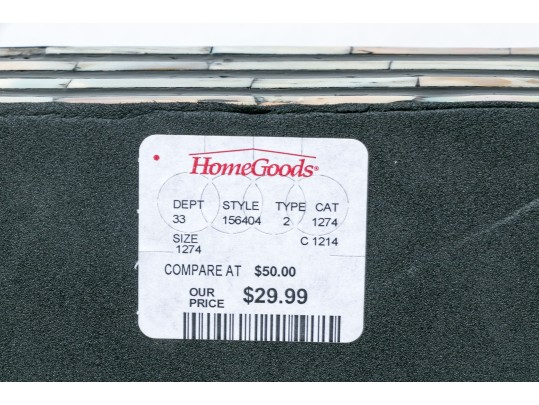 HomeGoods®
DEPT STYLE TYPE CAT
33 156404 2 1274
SIZE C 1214
1274
COMPARE AT $50.00
OUR PRICE $29.99